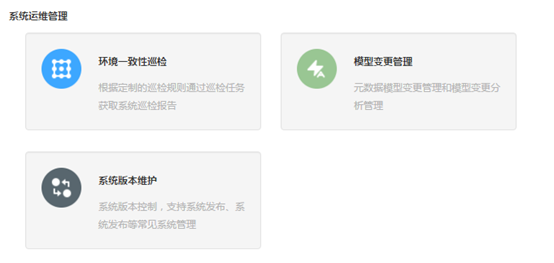 系统运维管理
环境一致性巡检
根据定制的巡检规则通过巡检任务
获取系统巡检报告
模型变更管理
元数据模型变更管理和模型变更分
析管理
系统版本维护
系统版本控制，支持系统发布、系
统发布等常见系统管理